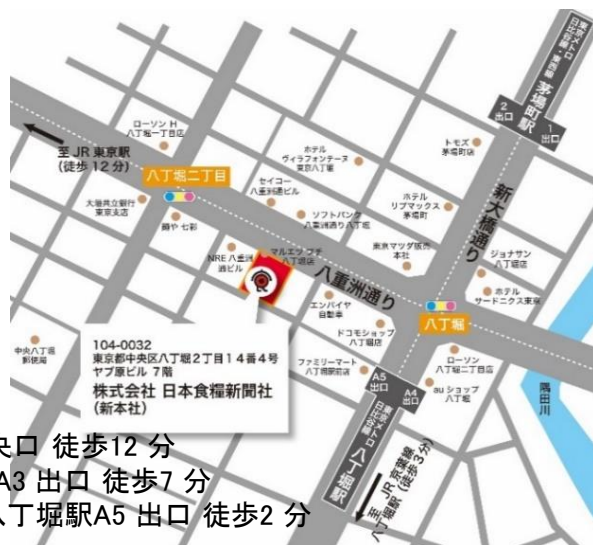 東京メトロ
日比谷線・東西線
茅場町駅
2
出口
1
出口
ローソン H
八丁堀一丁目店
至 JR 東京駅
(徒歩 12 分)
ホテル
ヴィラフォンテーヌ
東京八丁堀
トモズ
茅場町店
八丁堀二丁目
セイコー
八重洲通ビル
大垣共立銀行
東京支店
麺や 七彩
ソフトバンク
八重洲通り八丁堀
ホテル
リブマックス
茅場町
新大橋通り
NRE 八重洲
通ビル
マルエツ プチ
八丁堀店
東京マツダ販売
本社
八重洲通り
ジョナサン
八丁堀店
エンパイヤ
自動車
ホテル
サードニクス東京
八丁堀
ドコモショップ
八丁堀店
中央八丁堀
郵便局
104-0032
東京都中央区八丁堀2丁目14番4号
ヤブ原ビル 7階
株式会社 日本食糧新聞社
(新本社)
ファミリーマート
八丁堀駅前店
ローソン
八丁堀二丁目店
A5
出口
A4
出口
au ショップ
八丁堀
隅田川
東京メトロ
日比谷線
八丁堀駅
至 JR 京葉線
八丁堀駅 (徒歩 3 分)
央口 徒歩12 分
A3 出口 徒歩7 分
八丁堀駅A5 出口 徒歩2 分